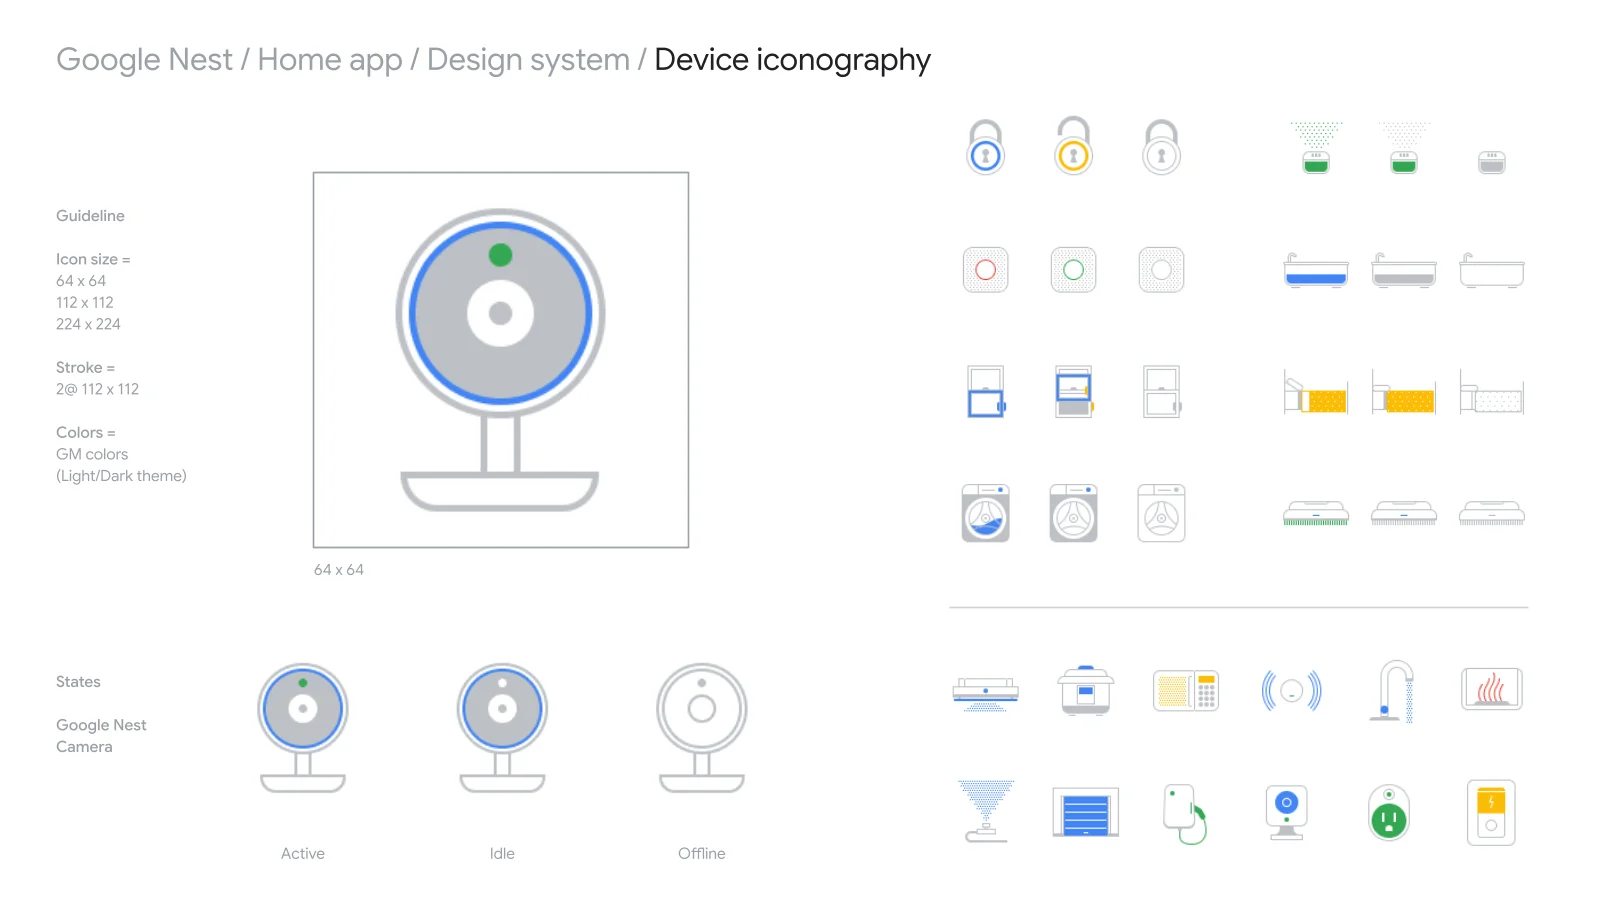 Google Nest / Home app / Design system / Device iconography
Guideline
Icon size =
64 x 64
112 x 112
224 x 224
Stroke =
2@ 112 x 112
Colors =
GM colors
(Light/Dark theme)
64 x 64
States
Google Nest
Camera
Active
Idle
Offline